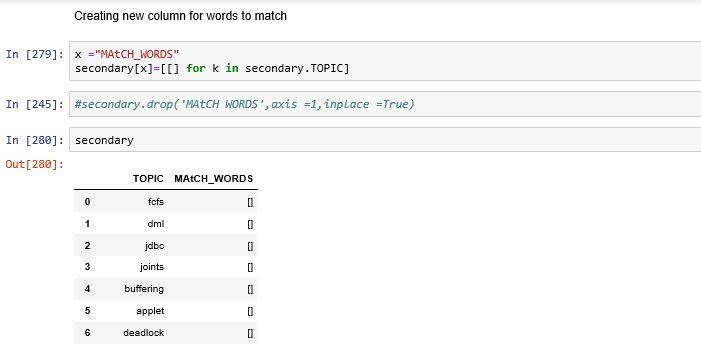 Creating new column for words to match
In [279]: x ="MAtCH_WORDS"
secondary[x]=[[] for k in secondary.TOPIC]
In [245]: #secondary.drop('MAtCH WORDS',axis =1,inplace =True)
In [280]: secondary
Out[280]:
TOPIC MAtCH_WORDS
0 fcfs []
1 dml []
2 jdbc []
3 joints []
4 buffering []
5 applet []
6 deadlock []